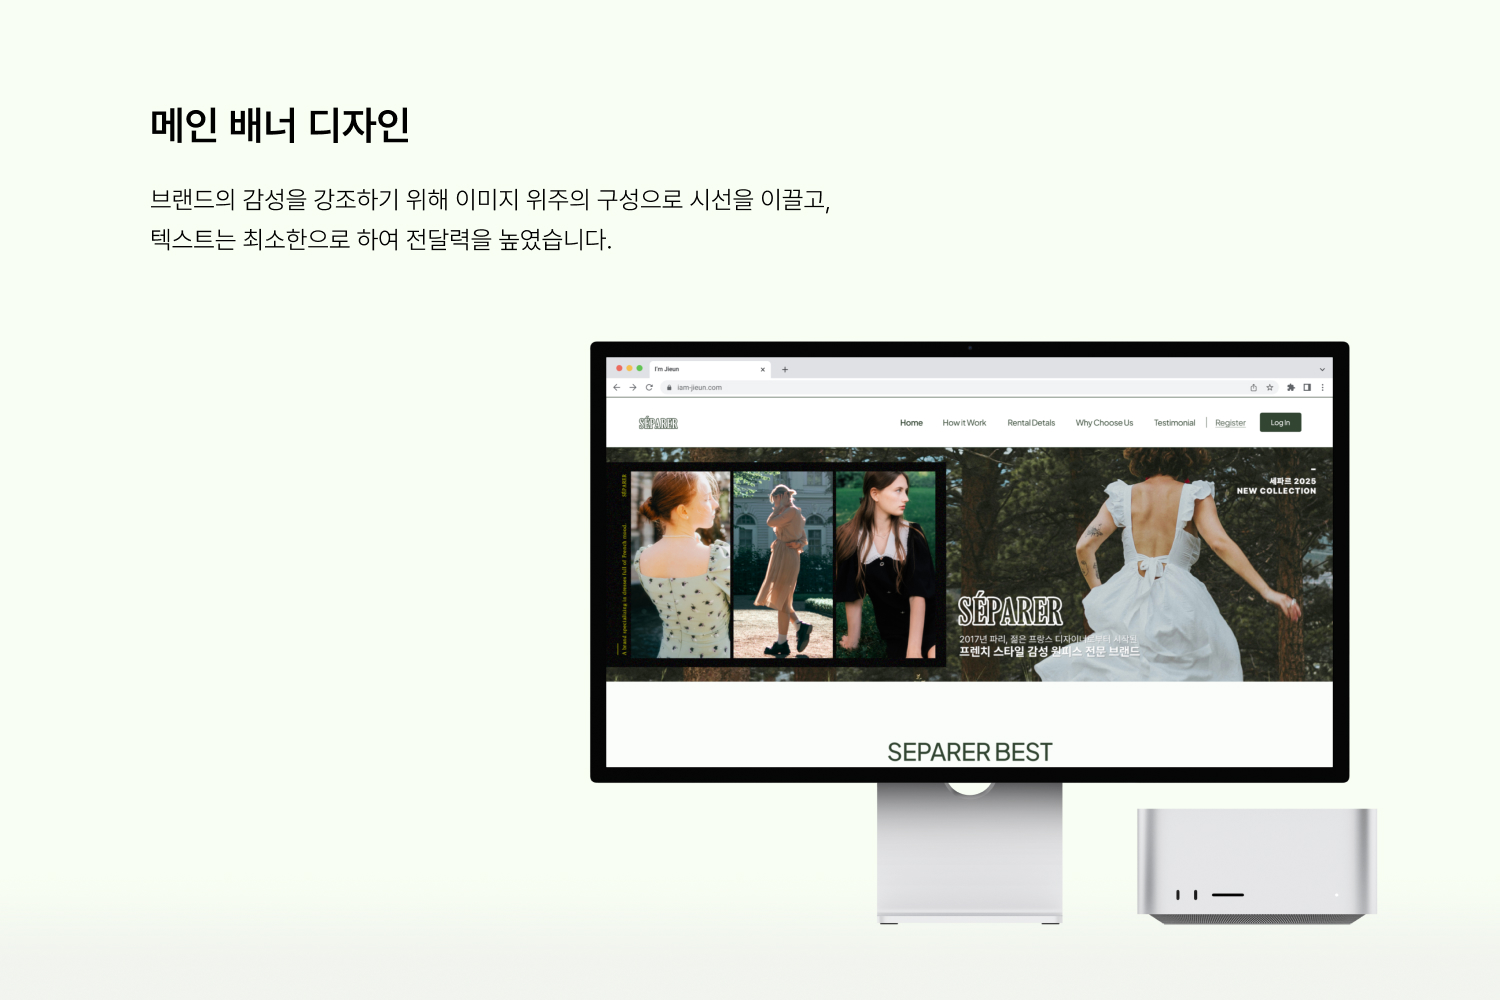 메인 배너 디자인
브랜드의 감성을 강조하기 위해 이미지 위주의 구성으로 시선을 이끌고,
텍스트는 최소한으로 하여 전달력을 높였습니다.
I'm Jieun
iam-jieun.com
SÉPARER
Home
How it Work
Rental Detals
Why Choose Us
Testimonial
Register
Log In
SÉPARER
A brand specializing in dresses full of French mood.
세파르 2025
NEW COLLECTION
SÉPARER
2017년 파리, 젊은 프랑스 디자이너로부터 시작된
프렌치 스타일 감성 원피스 전문 브랜드
SEPARER BEST